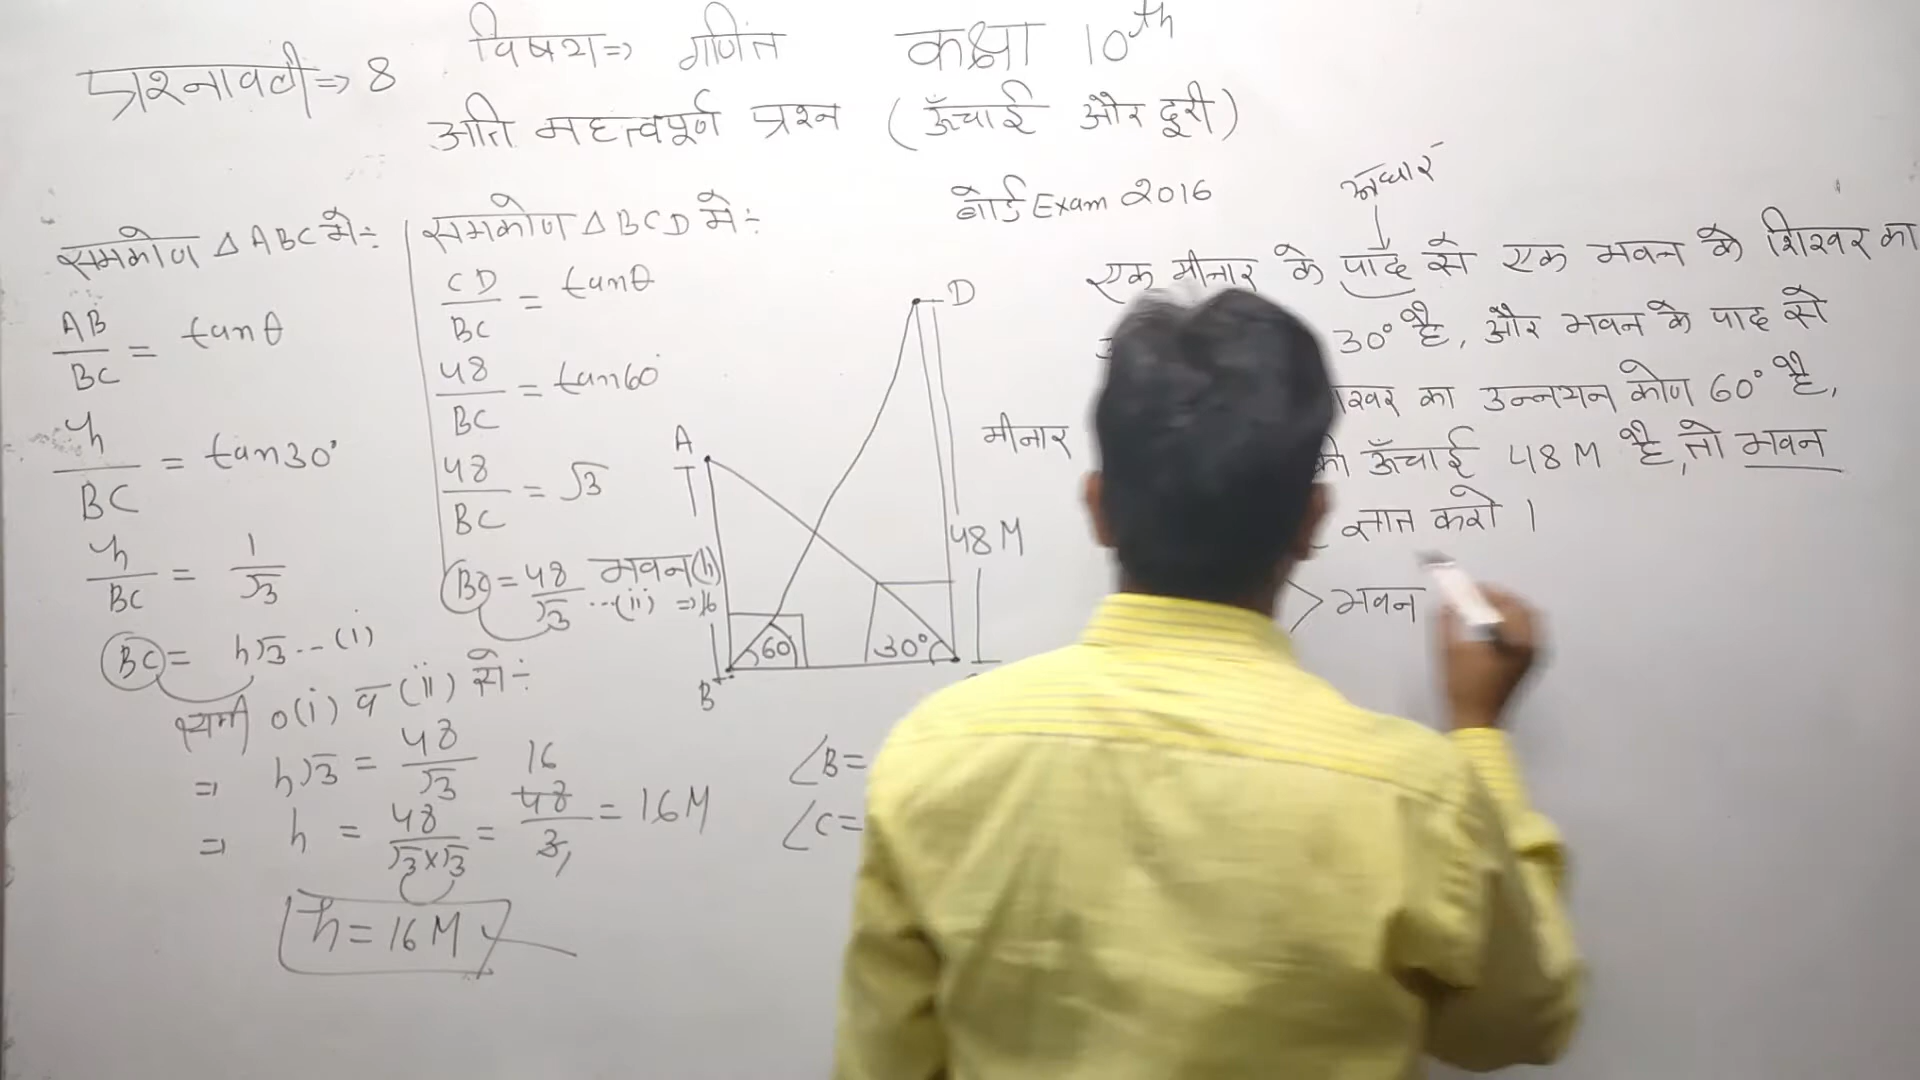 प्रश्नावली => 8
विषय => गणित कक्षा 10th
अति महत्वपूर्ण प्रश्न (ऊँचाई और दूरी)
समकोण Δ ABC मे ÷
AB/BC = tanθ
h/BC = tan30°
h/BC = 1/√3
BC = h√3 -- (i)
समकोण Δ BCD मे ÷
CD/BC = tanθ
48/BC = tan60°
48/BC = √3
BC = 48/√3 --- (ii)
भवन(h) => 16
समी० (i) व (ii) से ÷
=> h√3 = 48/√3
=> h = 48/√3×√3 = 48/3 = 16M
16
h = 16M
A
B
D
60
30°
48M
मीनार
∠B =
∠C =
बोर्ड Exam 2016
आधार
एक मीनार के पाद से एक भवन के शिखर का
30° है, और भवन के पाद से
खर का उन्नयन कोण 60° है,
की ऊँचाई 48 M है, तो भवन
ज्ञात करो ।
> भवन